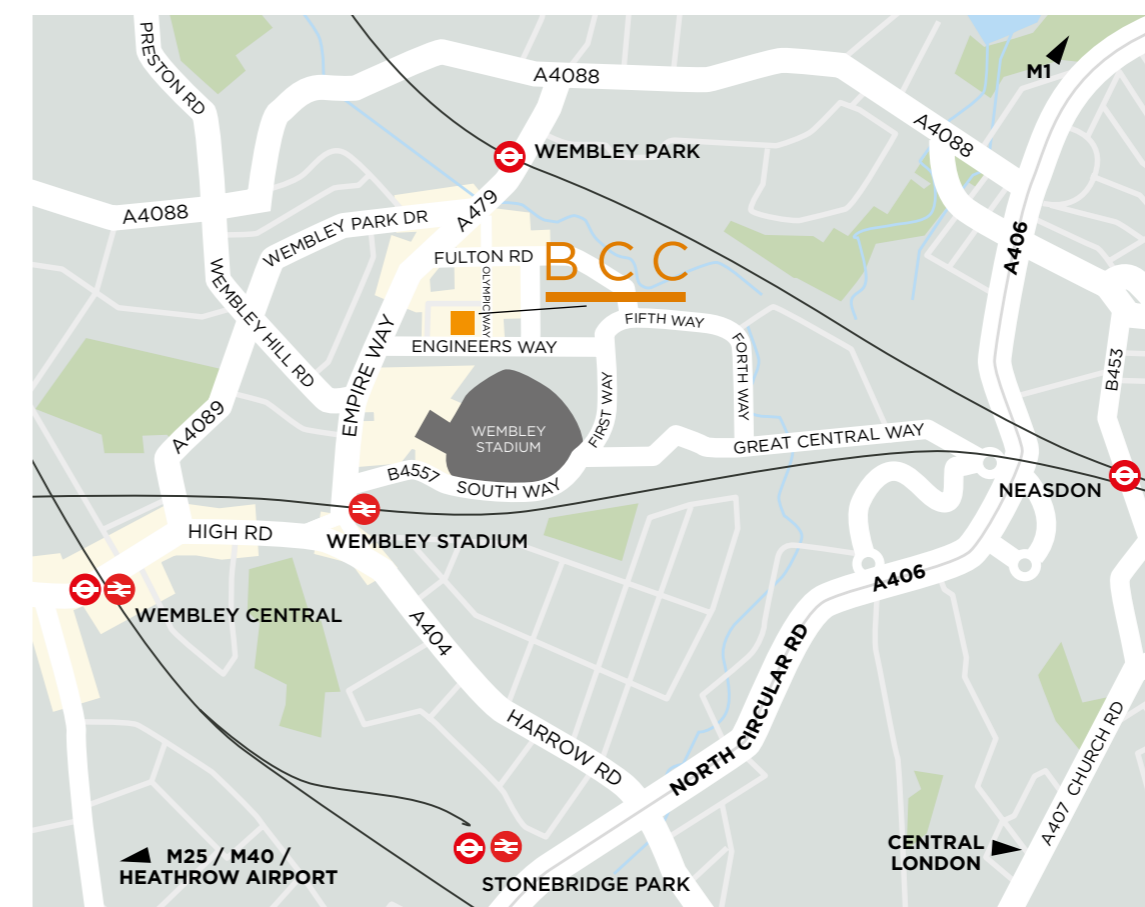 PRESTON RD
A4088
M1
A4088
WEMBLEY PARK
A4088
A479
WEMBLEY PARK DR
A406
FULTON RD
B C C
OLYMPIC WAY
WEMBLEY HILL RD
FIFTH WAY
ENGINEERS WAY
FORTH WAY
EMPIRE WAY
B453
A4089
FIRST WAY
WEMBLEY
STADIUM
GREAT CENTRAL WAY
B4557
SOUTH WAY
NEASDON
HIGH RD
WEMBLEY STADIUM
A406
WEMBLEY CENTRAL
A404
NORTH CIRCULAR RD
HARROW RD
A407 CHURCH RD
M25 / M40 /
HEATHROW AIRPORT
CENTRAL
LONDON
STONEBRIDGE PARK